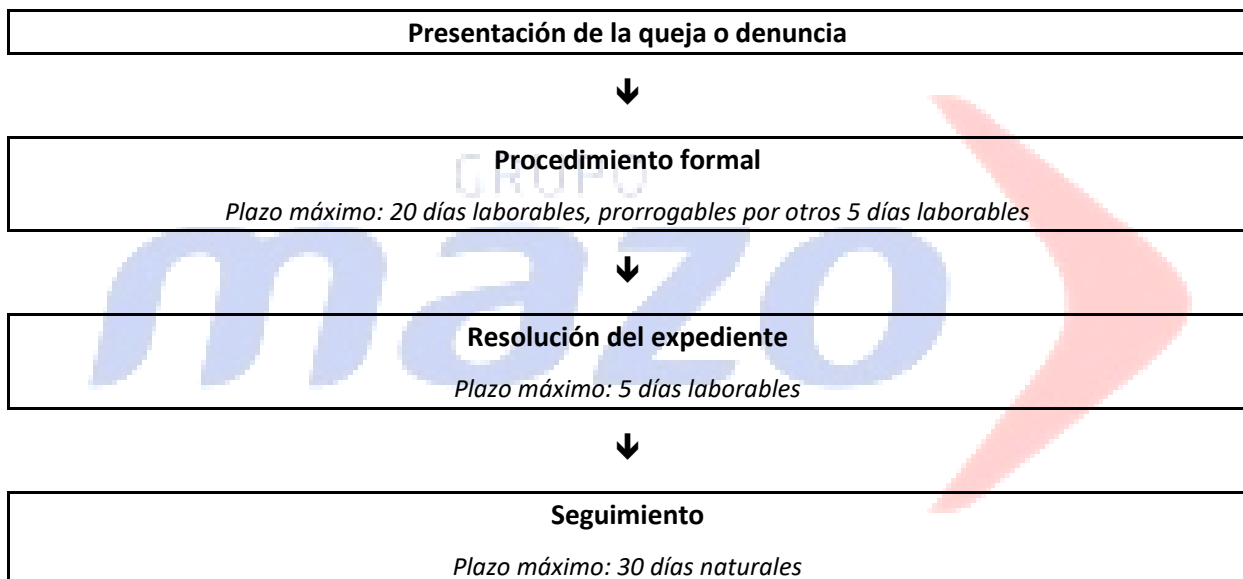 Presentación de la queja o denuncia
🡻
Procedimiento formal
GRUPO
Plazo máximo: 20 días laborables, prorrogables por otros 5 días laborables
🡻
mazo
Resolución del expediente
Plazo máximo: 5 días laborables
🡻
Seguimiento
Plazo máximo: 30 días naturales